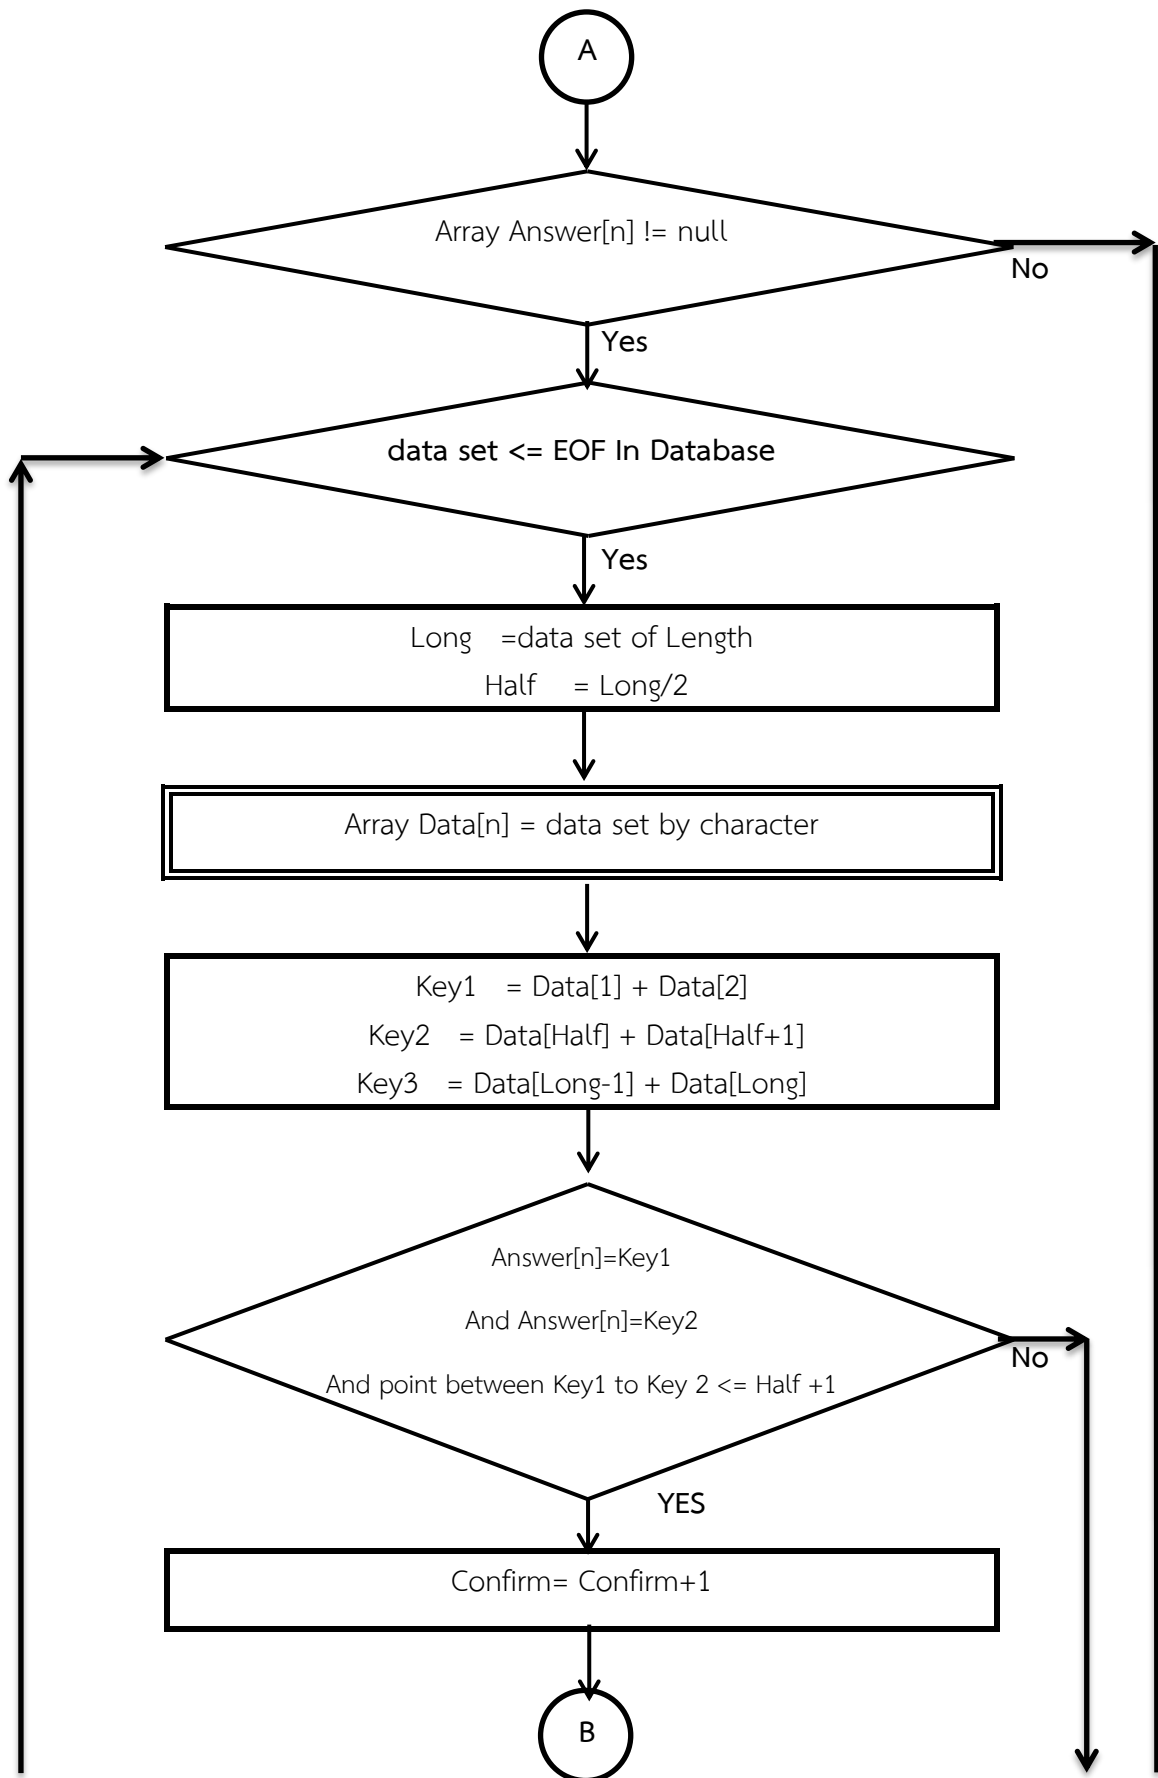 A
Array Answer[n] != null
No
Yes
data set <= EOF In Database
Yes
Long =data set of Length
Half = Long/2
Array Data[n] = data set by character
Key1 = Data[1] + Data[2]
Key2 = Data[Half] + Data[Half+1]
Key3 = Data[Long-1] + Data[Long]
Answer[n]=Key1
And Answer[n]=Key2
No
And point between Key1 to Key 2 <= Half +1
YES
Confirm= Confirm+1
B